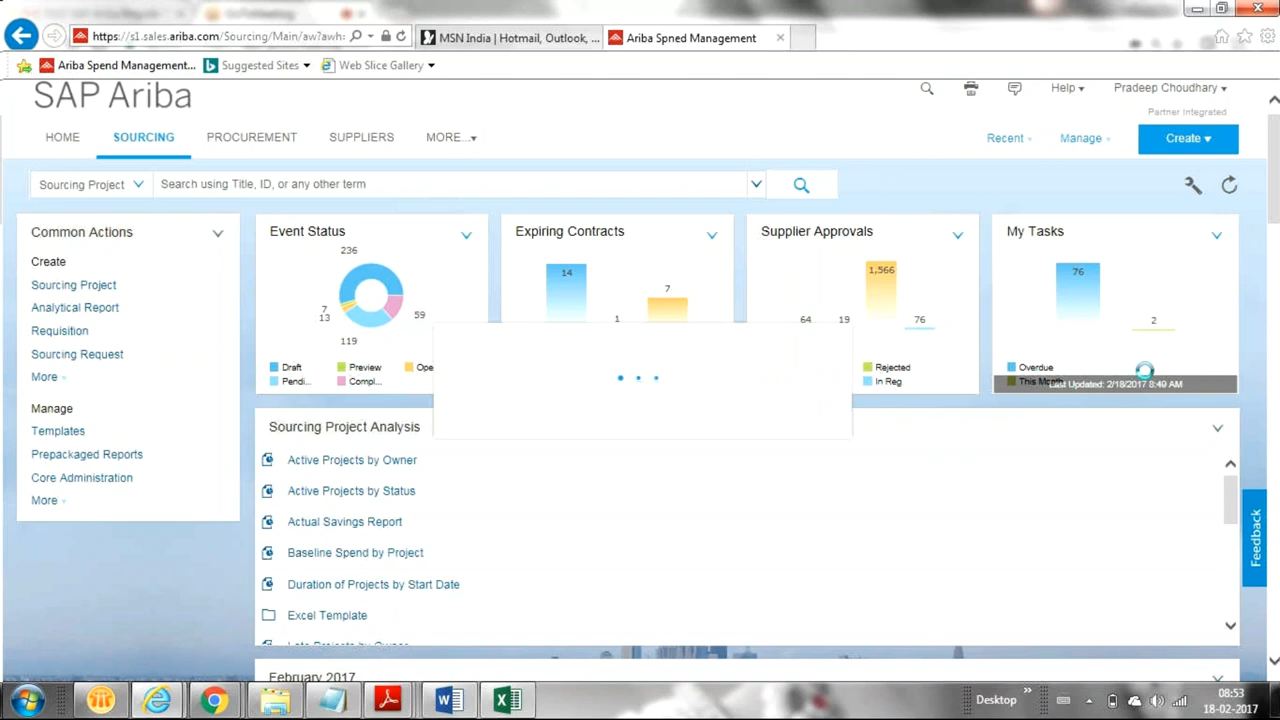 https://s1.sales.ariba.com/Sourcing/Main/aw?awh:
MSN India | Hotmail, Outlook, ...
Ariba Spned Management
Ariba Spend Management...
Suggested Sites
Web Slice Gallery
SAP Ariba
Help
Pradeep Choudhary
Partner Integrated
HOME
SOURCING
PROCUREMENT
SUPPLIERS
MORE...
Recent
Manage
Create
Sourcing Project
Search using Title, ID, or any other term
Common Actions
Create
Sourcing Project
Analytical Report
Requisition
Sourcing Request
More
Manage
Templates
Prepackaged Reports
Core Administration
More
Event Status
236
7
13
59
119
Draft
Preview
Ope
Pendi...
Compl...
Expiring Contracts
14
1
7
Supplier Approvals
1,566
64
19
76
Rejected
In Reg
My Tasks
76
2
Overdue
This Month
Last Updated: 2/18/2017 8:49 AM
Sourcing Project Analysis
Active Projects by Owner
Active Projects by Status
Actual Savings Report
Baseline Spend by Project
Duration of Projects by Start Date
Excel Template
Late Projects by Owner
February 2017
Feedback
Desktop
08:53
18-02-2017